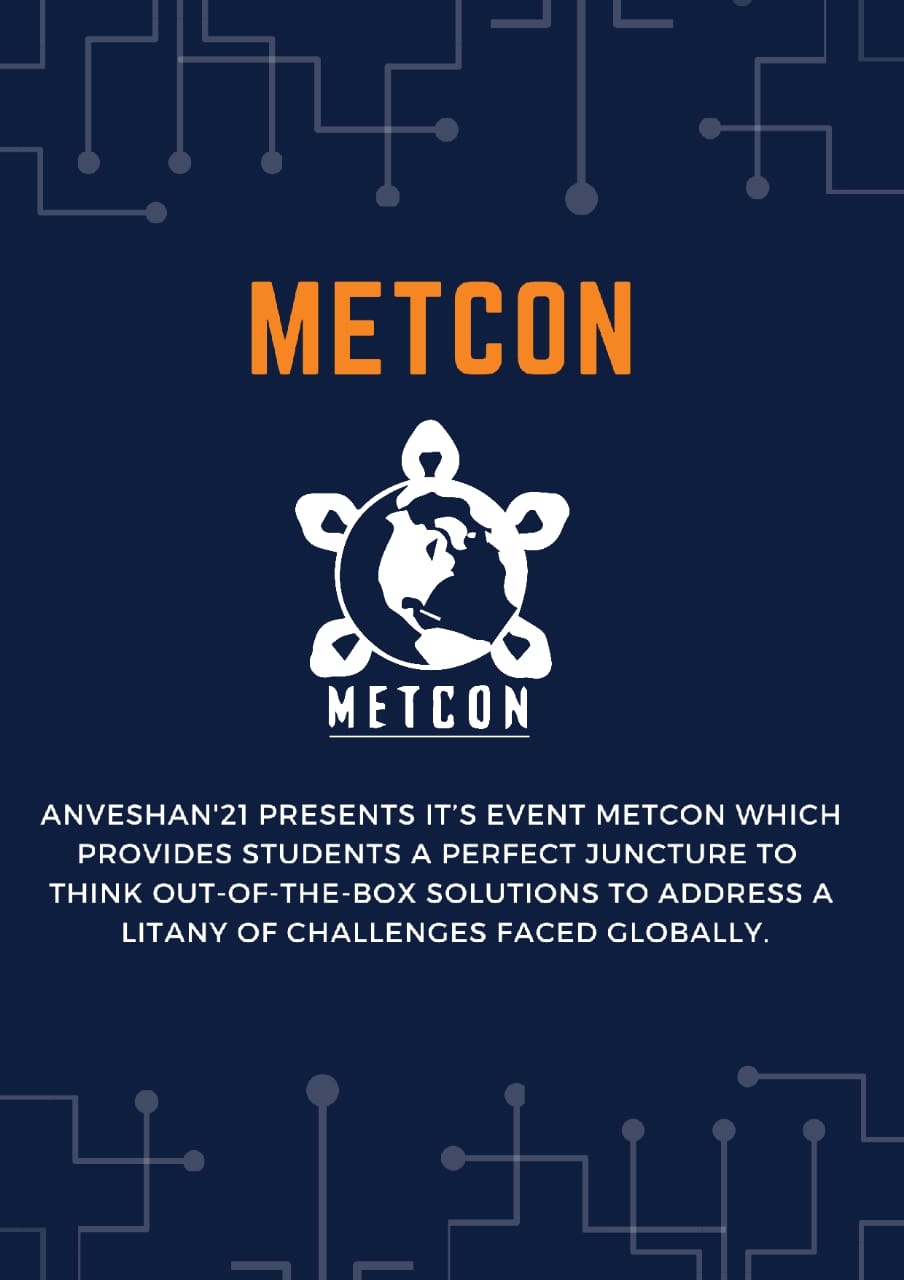 METCON
METCON
ANVESHAN'21 PRESENTS IT’S EVENT METCON WHICH
PROVIDES STUDENTS A PERFECT JUNCTURE TO
THINK OUT-OF-THE-BOX SOLUTIONS TO ADDRESS A
LITANY OF CHALLENGES FACED GLOBALLY.